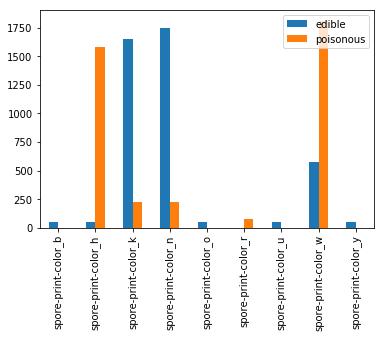 1750
1500
1250
1000
750
500
250
0
edible
poisonous
spore-print-color_b
spore-print-color_h
spore-print-color_k
spore-print-color_n
spore-print-color_o
spore-print-color_r
spore-print-color_u
spore-print-color_w
spore-print-color_y